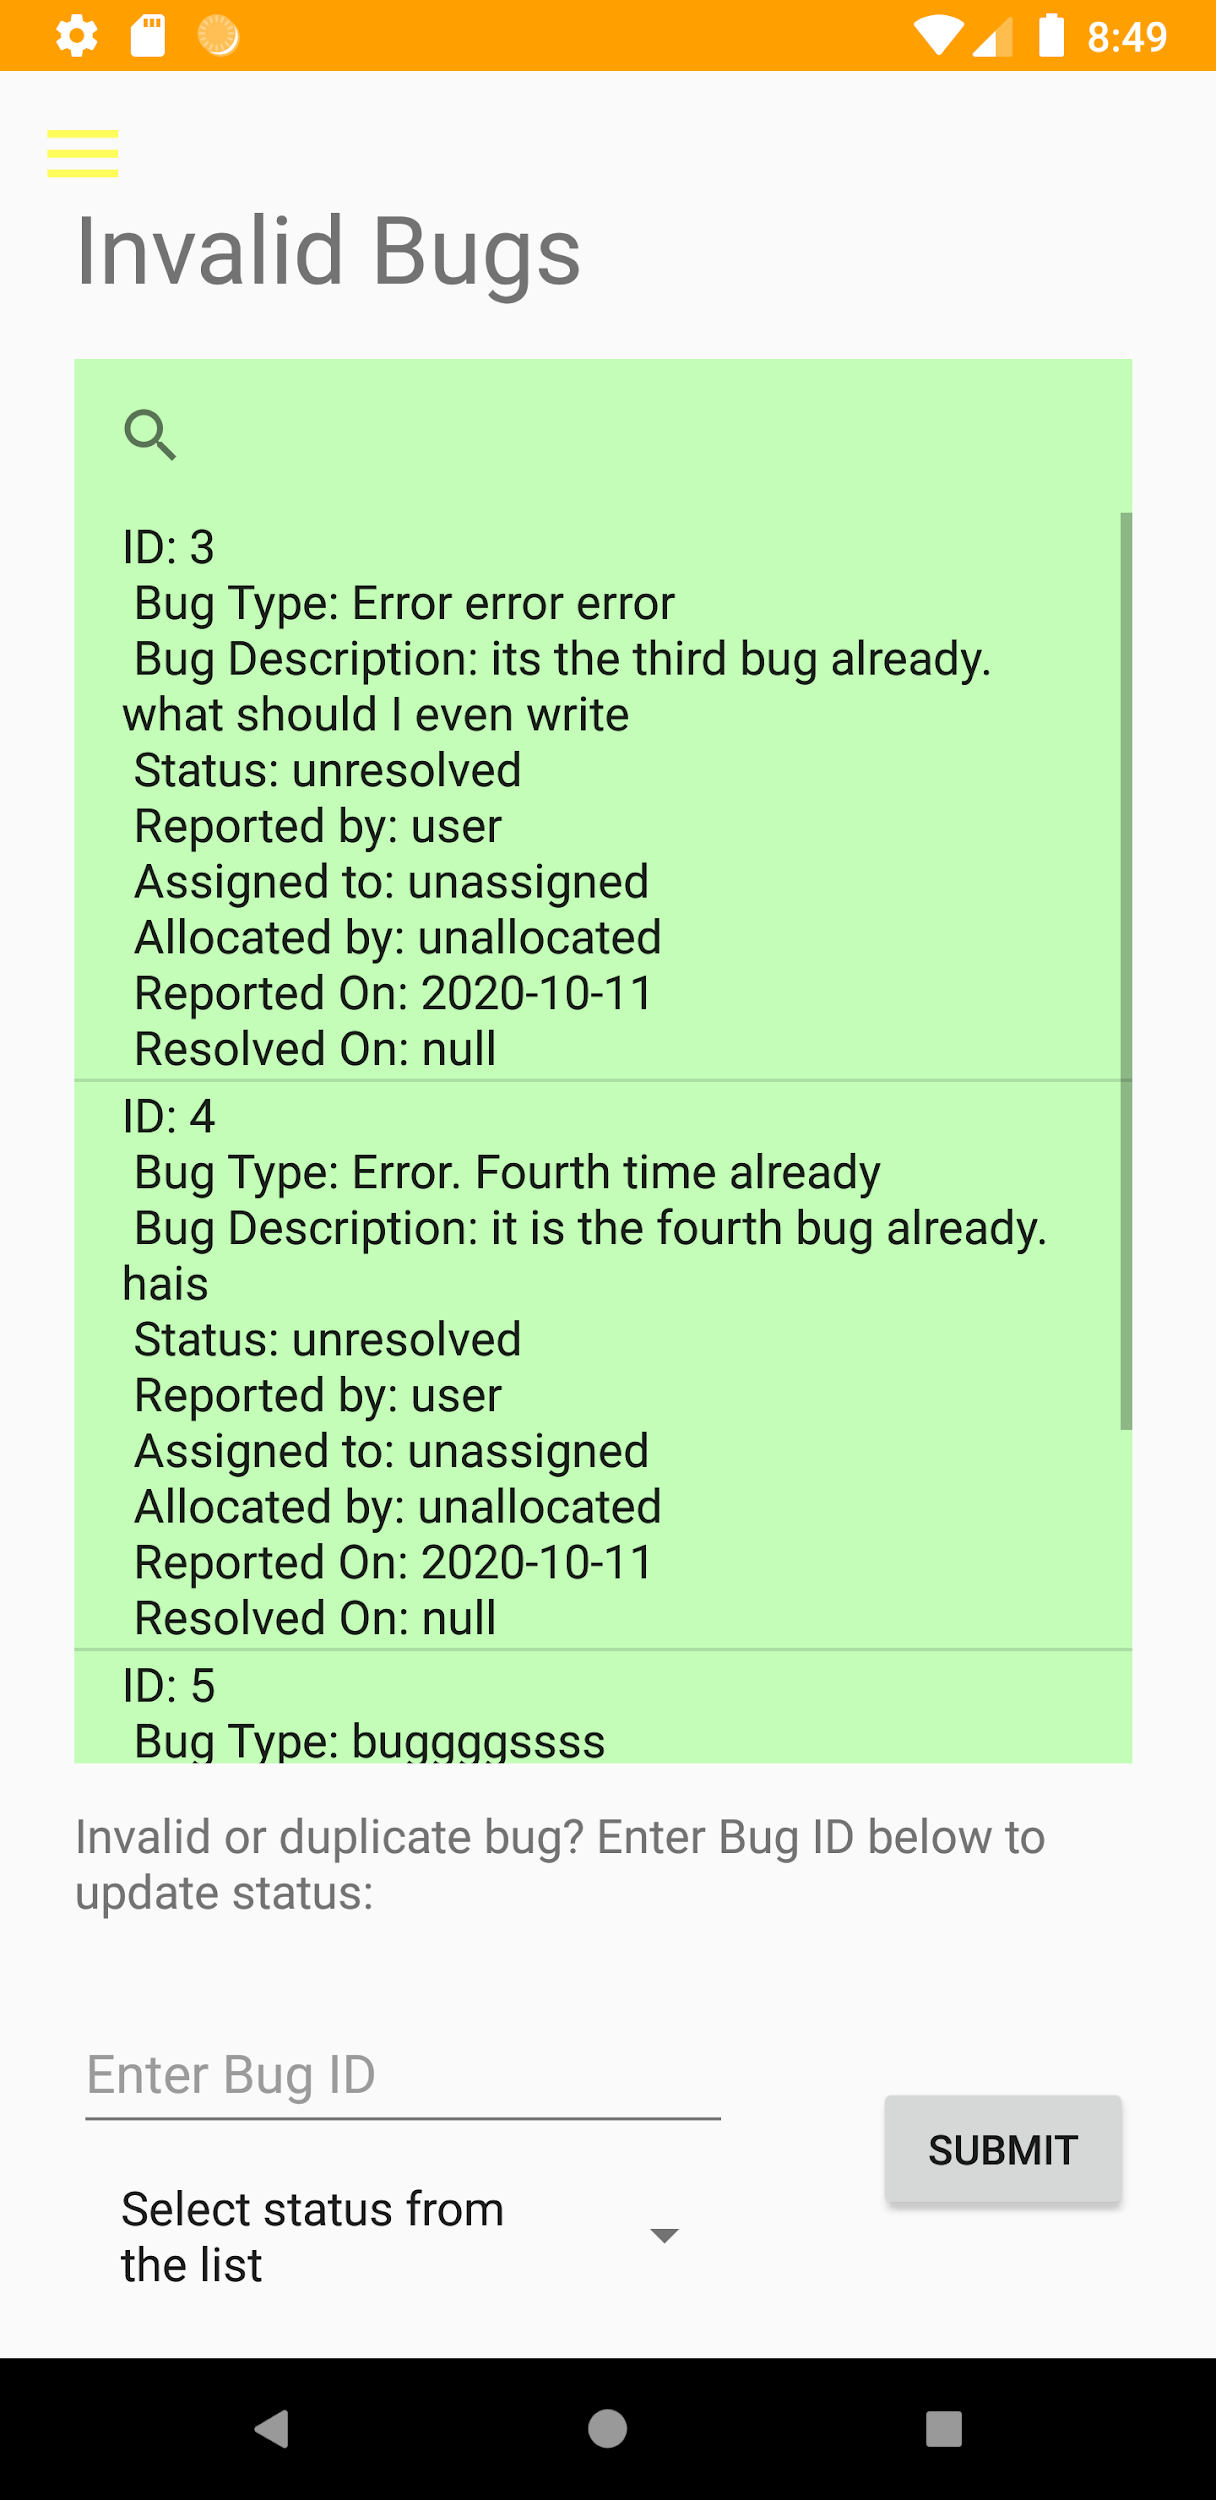 8:49
Invalid Bugs
ID: 3
Bug Type: Error error error
Bug Description: its the third bug already.
what should I even write
Status: unresolved
Reported by: user
Assigned to: unassigned
Allocated by: unallocated
Reported On: 2020-10-11
Resolved On: null
ID: 4
Bug Type: Error. Fourth time already
Bug Description: it is the fourth bug already.
hais
Status: unresolved
Reported by: user
Assigned to: unassigned
Allocated by: unallocated
Reported On: 2020-10-11
Resolved On: null
ID: 5
Bug Type: buggggssss
Invalid or duplicate bug? Enter Bug ID below to
update status:
Enter Bug ID
SUBMIT
Select status from
the list